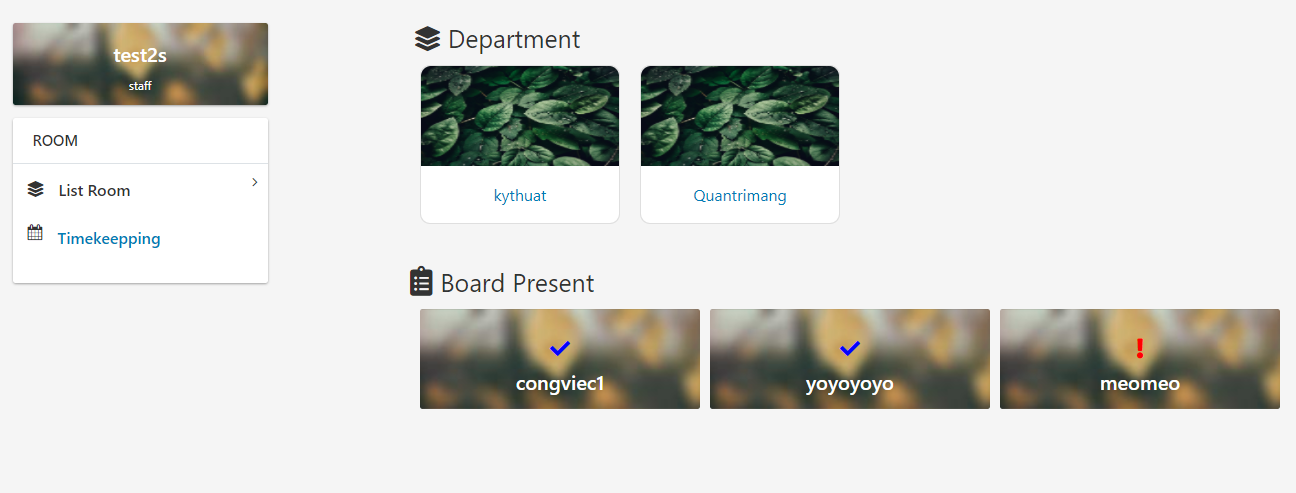 test2s
staff
ROOM
List Room
Timekeepping
Department
kythuat
Quantrimang
Board Present
congviec1
yoyoyoyo
meomeo